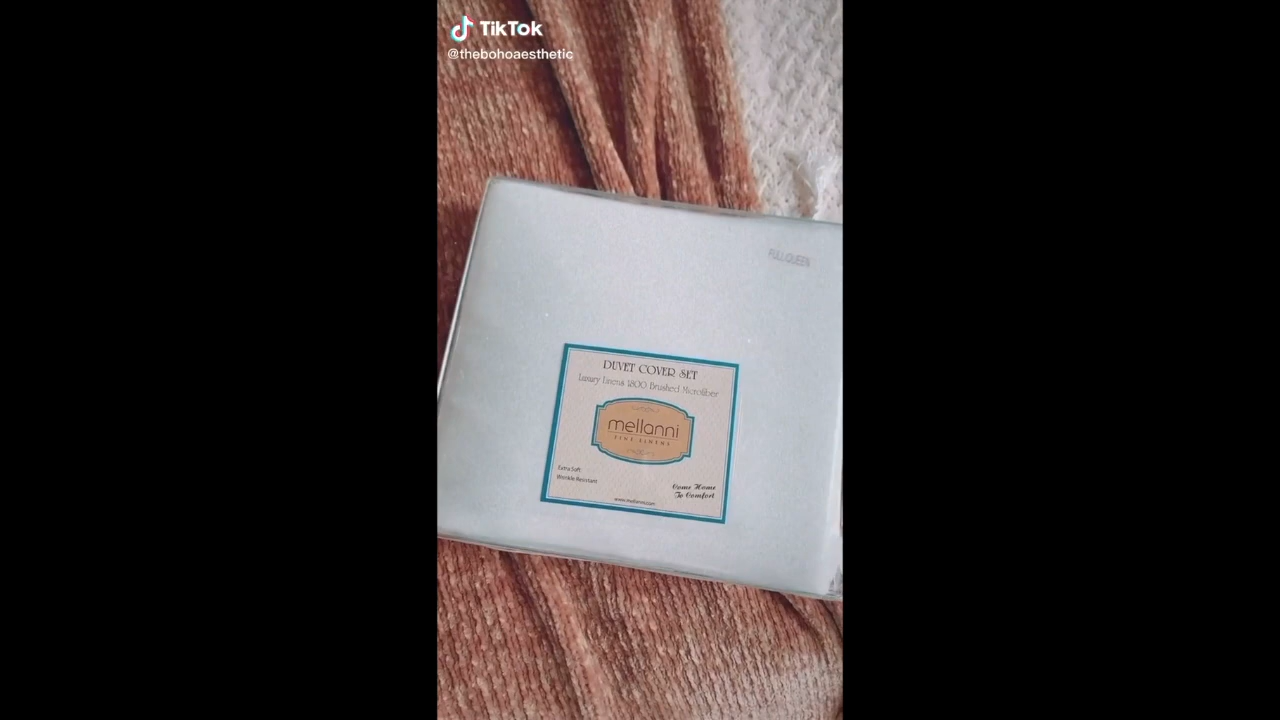 TikTok
@thebohoaesthetic
FULL/QUEEN
DUVET COVER SET
Luxury Linens 1800 Brushed Microfiber
mellanni
FINE LINENS
Extra Soft
Wrinkle Resistant
Come Home
To Comfort
www.mellanni.com